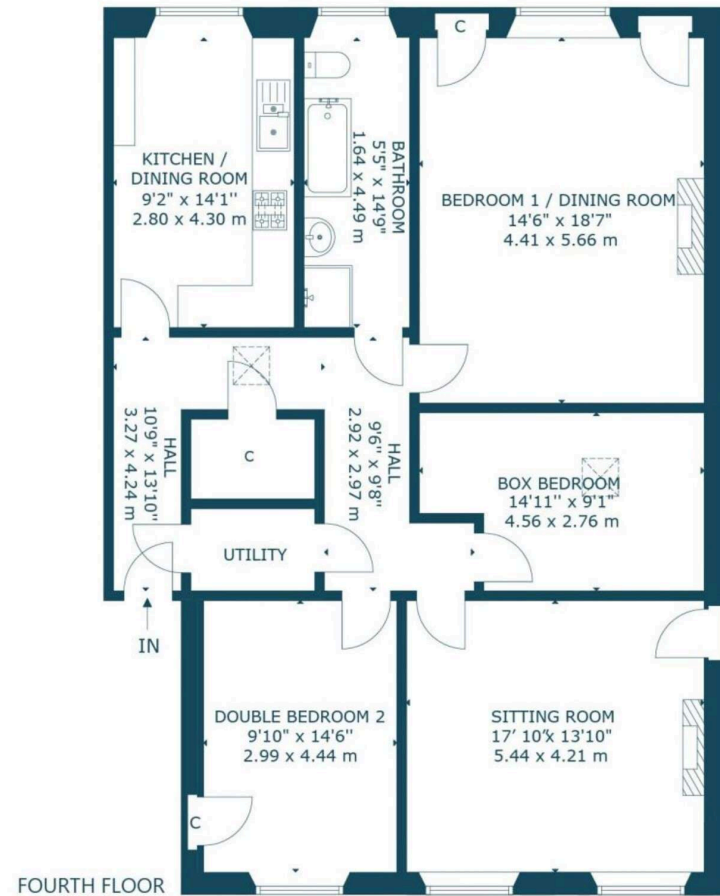 C
KITCHEN /
DINING ROOM
9'2" x 14'1''
2.80 x 4.30 m
BATHROOM
5'5" x 14'9"
1.64 x 4.49 m
BEDROOM 1 / DINING ROOM
14'6" x 18'7"
4.41 x 5.66 m
HALL
10'9" x 13'10"
3.27 x 4.24 m
C
HALL
9'6" x 9'8"
2.92 x 2.97 m
BOX BEDROOM
14'11'' x 9'1"
4.56 x 2.76 m
UTILITY
IN
DOUBLE BEDROOM 2
9'10" x 14'6''
2.99 x 4.44 m
SITTING ROOM
17' 10"x 13'10"
5.44 x 4.21 m
C
FOURTH FLOOR